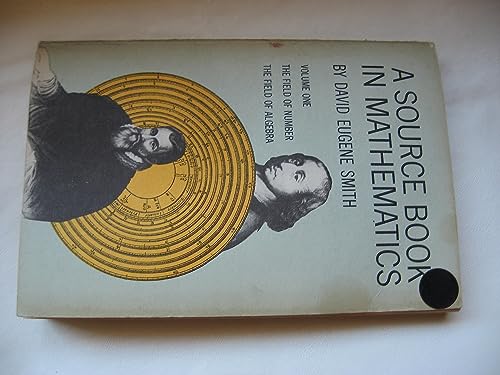 A SOURCE BOOK
IN MATHEMATICS
BY DAVID EUGENE SMITH
VOLUME ONE
THE FIELD OF NUMBER
THE FIELD OF ALGEBRA